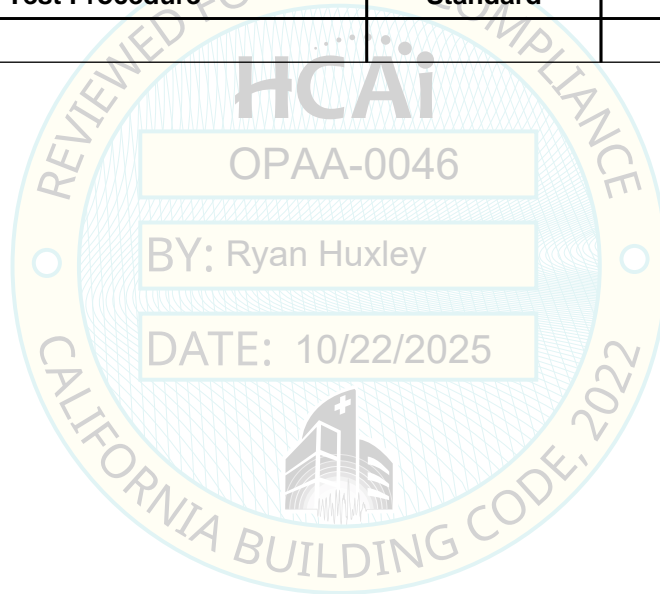 Test Procedure Standard
REVIEWED FOR COMPLIANCE
HCAi
OPAA-0046
BY: Ryan Huxley
DATE: 10/22/2025
CALIFORNIA BUILDING CODE, 2022